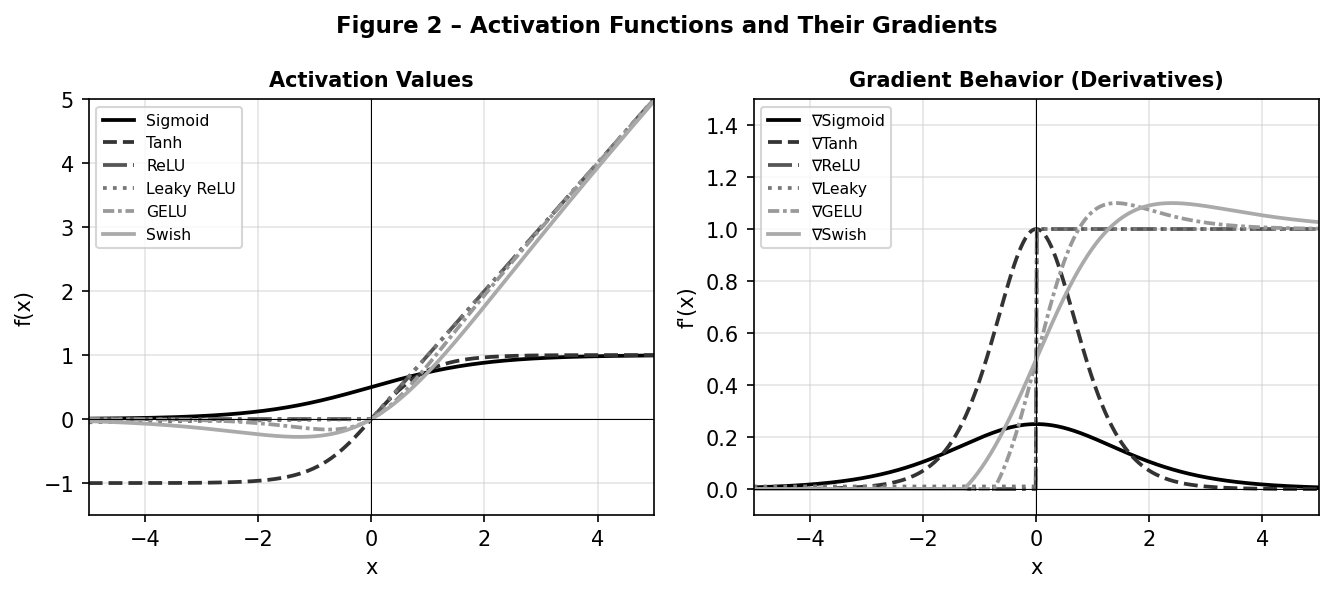 Figure 2 – Activation Functions and Their Gradients
Activation Values
5
4
3
2
1
0
−1
f(x)
Sigmoid
Tanh
ReLU
Leaky ReLU
GELU
Swish
−4 −2 0 2 4
x
Gradient Behavior (Derivatives)
1.4
1.2
1.0
0.8
0.6
0.4
0.2
0.0
f'(x)
∇Sigmoid
∇Tanh
∇ReLU
∇Leaky
∇GELU
∇Swish
−4 −2 0 2 4
x